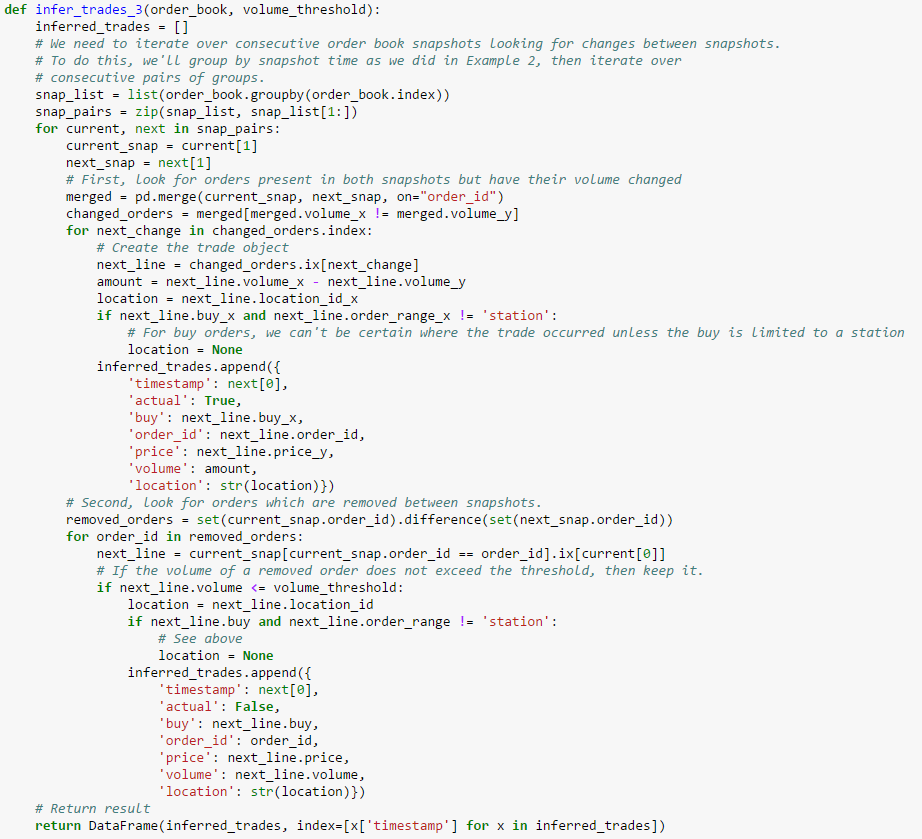 def infer_trades_3(order_book, volume_threshold):
    inferred_trades = []
    # We need to iterate over consecutive order book snapshots looking for changes between snapshots.
    # To do this, we'll group by snapshot time as we did in Example 2, then iterate over
    # consecutive pairs of groups.
    snap_list = list(order_book.groupby(order_book.index))
    snap_pairs = zip(snap_list, snap_list[1:])
    for current, next in snap_pairs:
        current_snap = current[1]
        next_snap = next[1]
        # First, look for orders present in both snapshots but have their volume changed
        merged = pd.merge(current_snap, next_snap, on="order_id")
        changed_orders = merged[merged.volume_x != merged.volume_y]
        for next_change in changed_orders.index:
            # Create the trade object
            next_line = changed_orders.ix[next_change]
            amount = next_line.volume_x - next_line.volume_y
            location = next_line.location_id_x
            if next_line.buy_x and next_line.order_range_x != 'station':
                # For buy orders, we can't be certain where the trade occurred unless the buy is limited to a station
                location = None
            inferred_trades.append({
                'timestamp': next[0],
                'actual': True,
                'buy': next_line.buy_x,
                'order_id': next_line.order_id,
                'price': next_line.price_y,
                'volume': amount,
                'location': str(location)})
        # Second, look for orders which are removed between snapshots.
        removed_orders = set(current_snap.order_id).difference(set(next_snap.order_id))
        for order_id in removed_orders:
            next_line = current_snap[current_snap.order_id == order_id].ix[current[0]]
            # If the volume of a removed order does not exceed the threshold, then keep it.
            if next_line.volume <= volume_threshold:
                location = next_line.location_id
                if next_line.buy and next_line.order_range != 'station':
                    # See above
                    location = None
                inferred_trades.append({
                    'timestamp': next[0],
                    'actual': False,
                    'buy': next_line.buy,
                    'order_id': order_id,
                    'price': next_line.price,
                    'volume': next_line.volume,
                    'location': str(location)})
    # Return result
    return DataFrame(inferred_trades, index=[x['timestamp'] for x in inferred_trades])